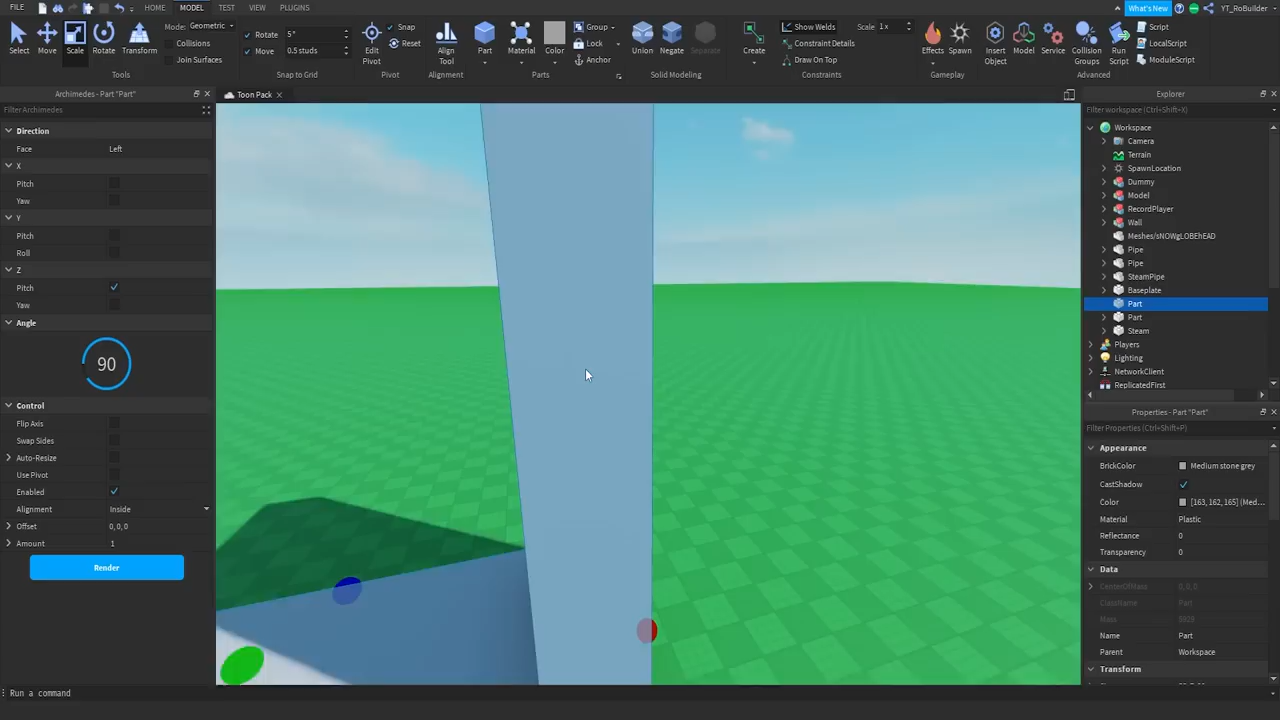 FILE HOME MODEL TEST VIEW PLUGINS What's New YT_RoBuilder
Select Move Scale Rotate Transform
Mode: Geometric
Collisions
Join Surfaces
Tools
Rotate 5°
Move 0.5 studs
Snap to Grid
Edit Pivot
Snap
Reset
Pivot
Align Tool
Alignment
Part Material Color
Group
Lock
Anchor
Parts
Union Negate Separate
Solid Modeling
Create
Show Welds
Constraint Details
Draw On Top
Scale 1x
Constraints
Effects Spawn
Gameplay
Insert Object
Model Service
Collision Groups
Run Script
Script
LocalScript
ModuleScript
Advanced
Archimedes - Part "Part"
Filter Archimedes
Direction
Face Left
X
Pitch
Yaw
Y
Pitch
Roll
Z
Pitch
Yaw
Angle
90
Control
Flip Axis
Swap Sides
Auto-Resize
Use Pivot
Enabled
Alignment Inside
Offset 0, 0, 0
Amount 1
Render
Toon Pack
Explorer
Filter workspace (Ctrl+Shift+X)
Workspace
Camera
Terrain
SpawnLocation
Dummy
Model
RecordPlayer
Wall
Meshes/sNOWgLOBEhEAD
Pipe
Pipe
SteamPipe
Baseplate
Part
Part
Steam
Players
Lighting
NetworkClient
ReplicatedFirst
Properties - Part "Part"
Filter Properties (Ctrl+Shift+P)
Appearance
BrickColor Medium stone grey
CastShadow
Color [163, 162, 165] (Med...
Material Plastic
Reflectance 0
Transparency 0
Data
CenterOfMass 0, 0, 0
ClassName Part
Mass
Name Part
Parent Workspace
Transform
Run a command